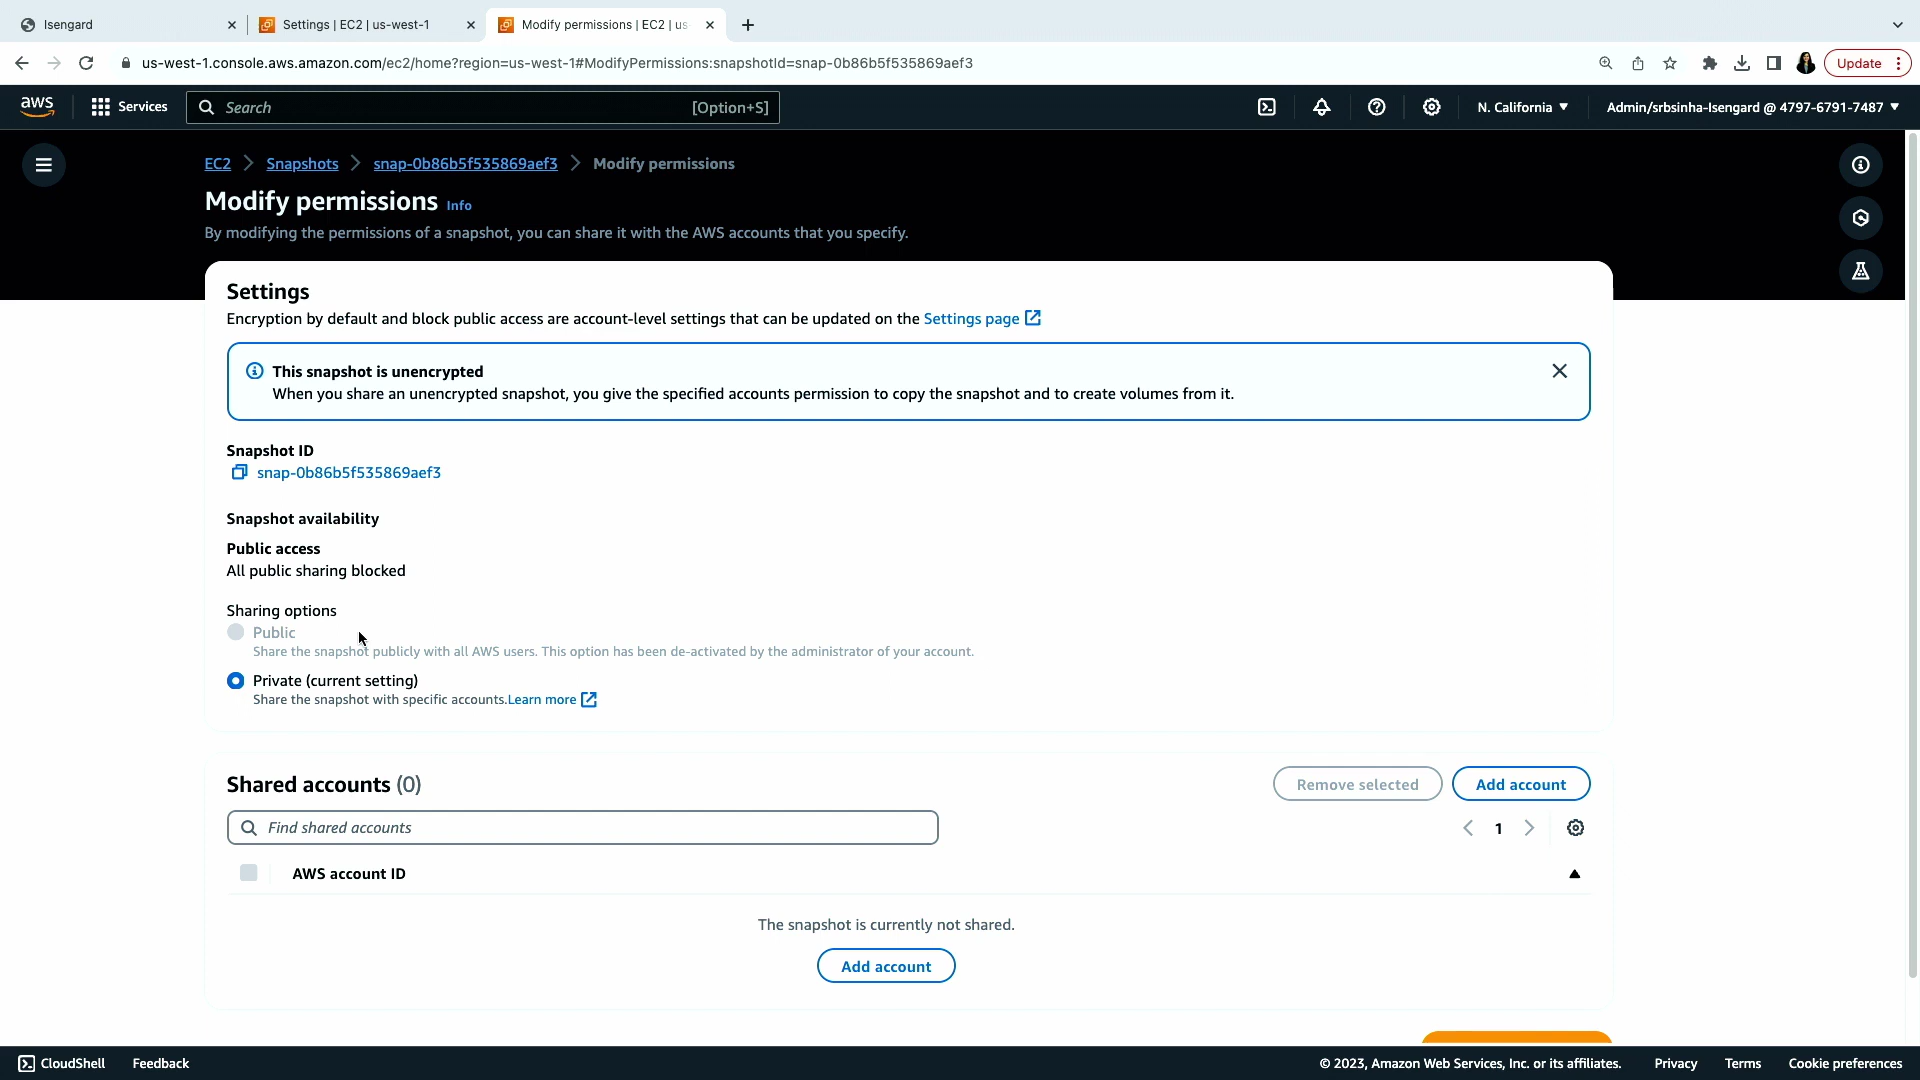 Isengard
Settings | EC2 | us-west-1
Modify permissions | EC2 | us-
us-west-1.console.aws.amazon.com/ec2/home?region=us-west-1#ModifyPermissions:snapshotId=snap-0b86b5f535869aef3
Update
aws
Services
Search
[Option+S]
N. California
Admin/srbsinha-Isengard @ 4797-6791-7487
EC2
Snapshots
snap-0b86b5f535869aef3
Modify permissions
Modify permissions Info
By modifying the permissions of a snapshot, you can share it with the AWS accounts that you specify.
Settings
Encryption by default and block public access are account-level settings that can be updated on the Settings page
This snapshot is unencrypted
When you share an unencrypted snapshot, you give the specified accounts permission to copy the snapshot and to create volumes from it.
Snapshot ID
snap-0b86b5f535869aef3
Snapshot availability
Public access
All public sharing blocked
Sharing options
Public
Share the snapshot publicly with all AWS users. This option has been de-activated by the administrator of your account.
Private (current setting)
Share the snapshot with specific accounts.Learn more
Shared accounts (0)
Remove selected
Add account
Find shared accounts
1
AWS account ID
The snapshot is currently not shared.
Add account
CloudShell
Feedback
© 2023, Amazon Web Services, Inc. or its affiliates.
Privacy
Terms
Cookie preferences